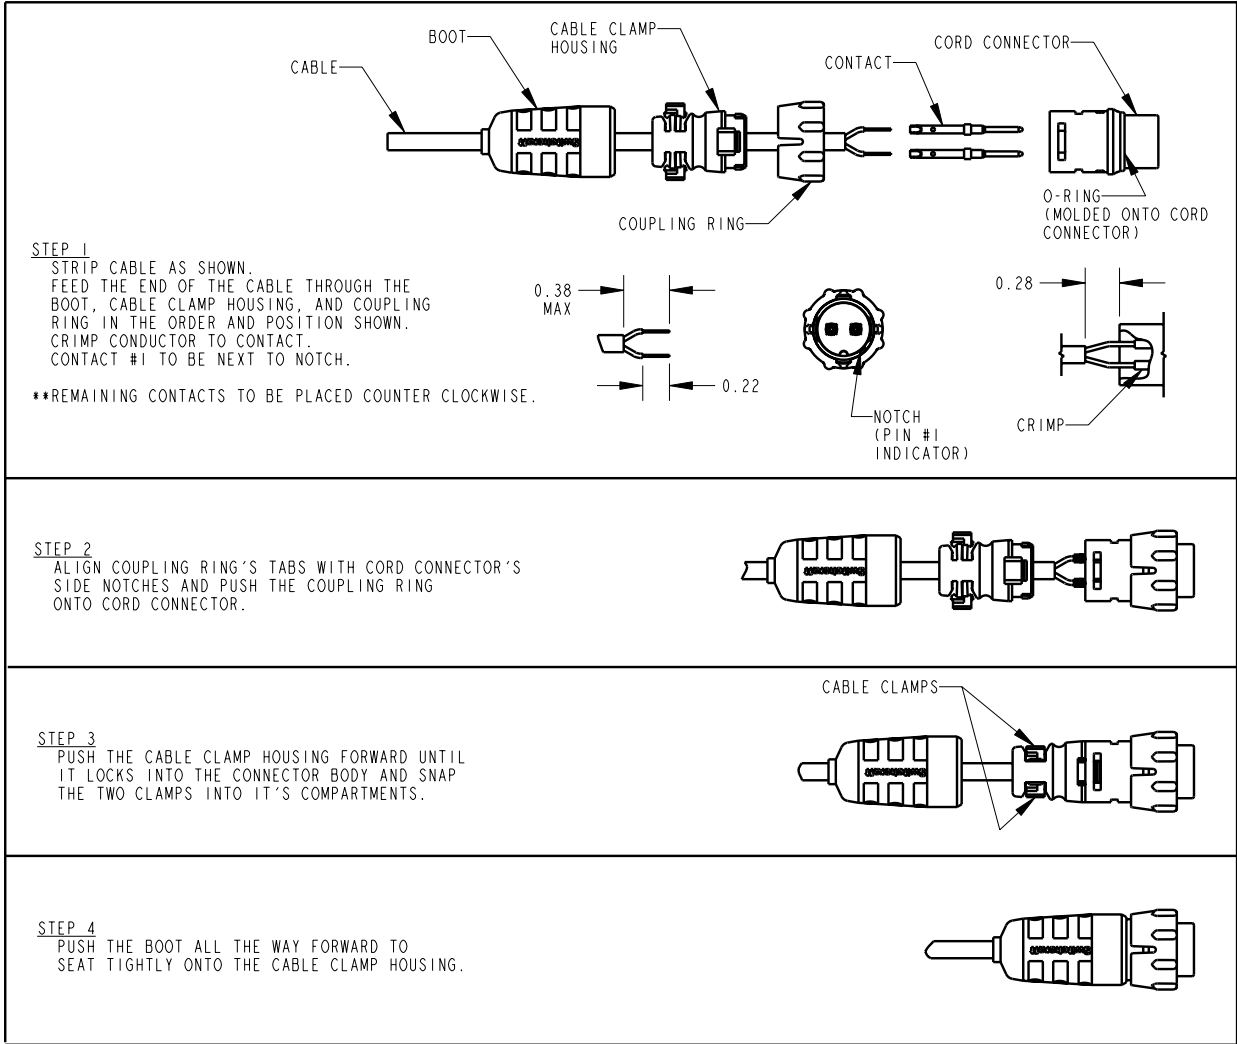 BOOT
CABLE CLAMP
HOUSING
CORD CONNECTOR
CABLE
CONTACT
COUPLING RING
O-RING
(MOLDED ONTO CORD
CONNECTOR)
STEP 1
STRIP CABLE AS SHOWN.
FEED THE END OF THE CABLE THROUGH THE
BOOT, CABLE CLAMP HOUSING, AND COUPLING
RING IN THE ORDER AND POSITION SHOWN.
CRIMP CONDUCTOR TO CONTACT.
CONTACT #1 TO BE NEXT TO NOTCH.
**REMAINING CONTACTS TO BE PLACED COUNTER CLOCKWISE.
0.38
MAX
0.22
NOTCH
(PIN #1
INDICATOR)
0.28
CRIMP
STEP 2
ALIGN COUPLING RING'S TABS WITH CORD CONNECTOR'S
SIDE NOTCHES AND PUSH THE COUPLING RING
ONTO CORD CONNECTOR.
STEP 3
PUSH THE CABLE CLAMP HOUSING FORWARD UNTIL
IT LOCKS INTO THE CONNECTOR BODY AND SNAP
THE TWO CLAMPS INTO IT'S COMPARTMENTS.
CABLE CLAMPS
STEP 4
PUSH THE BOOT ALL THE WAY FORWARD TO
SEAT TIGHTLY ONTO THE CABLE CLAMP HOUSING.